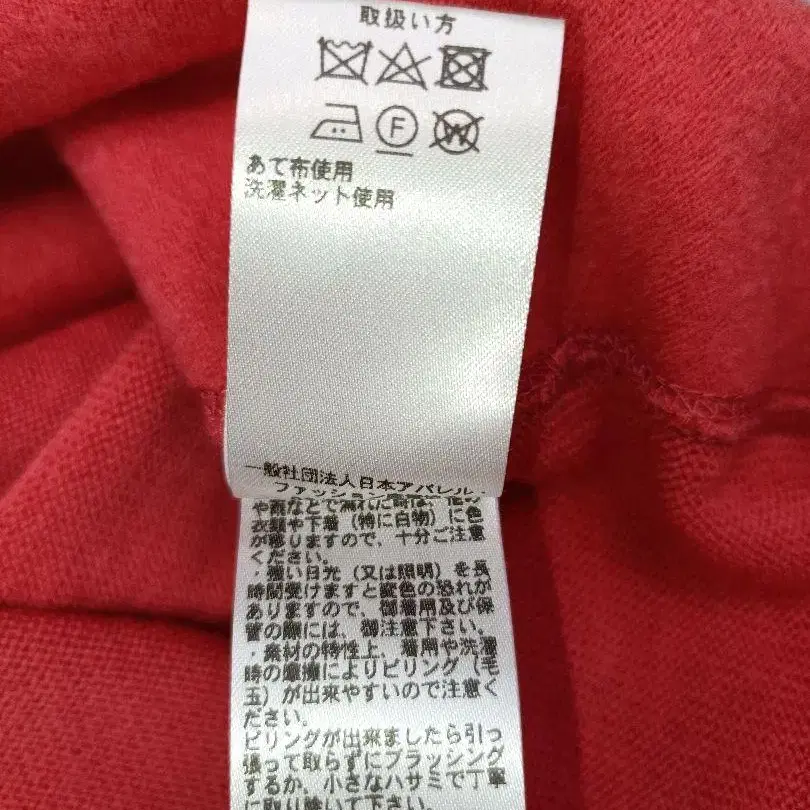 取扱い方
F
W
あて布使用
洗濯ネット使用
一般社団法人日本アパレル・
ファッション
や雨などで濡れた時は、他の
衣類や下着（特に白物）に色
が移りますので、十分ご注意
ください。
・強い日光（又は照明）を長
時間受けますと変色の恐れが
ありますので、御着用及び保
管の際には、御注意下さい。
・素材の特性上、着用や洗濯
時の摩擦によりピリング（毛
玉）が出来やすいので注意く
ださい。
ピリングが出来ましたら引っ
張って取らずにブラッシング
するか、小さなハサミで丁寧
に取り除いて下さい。